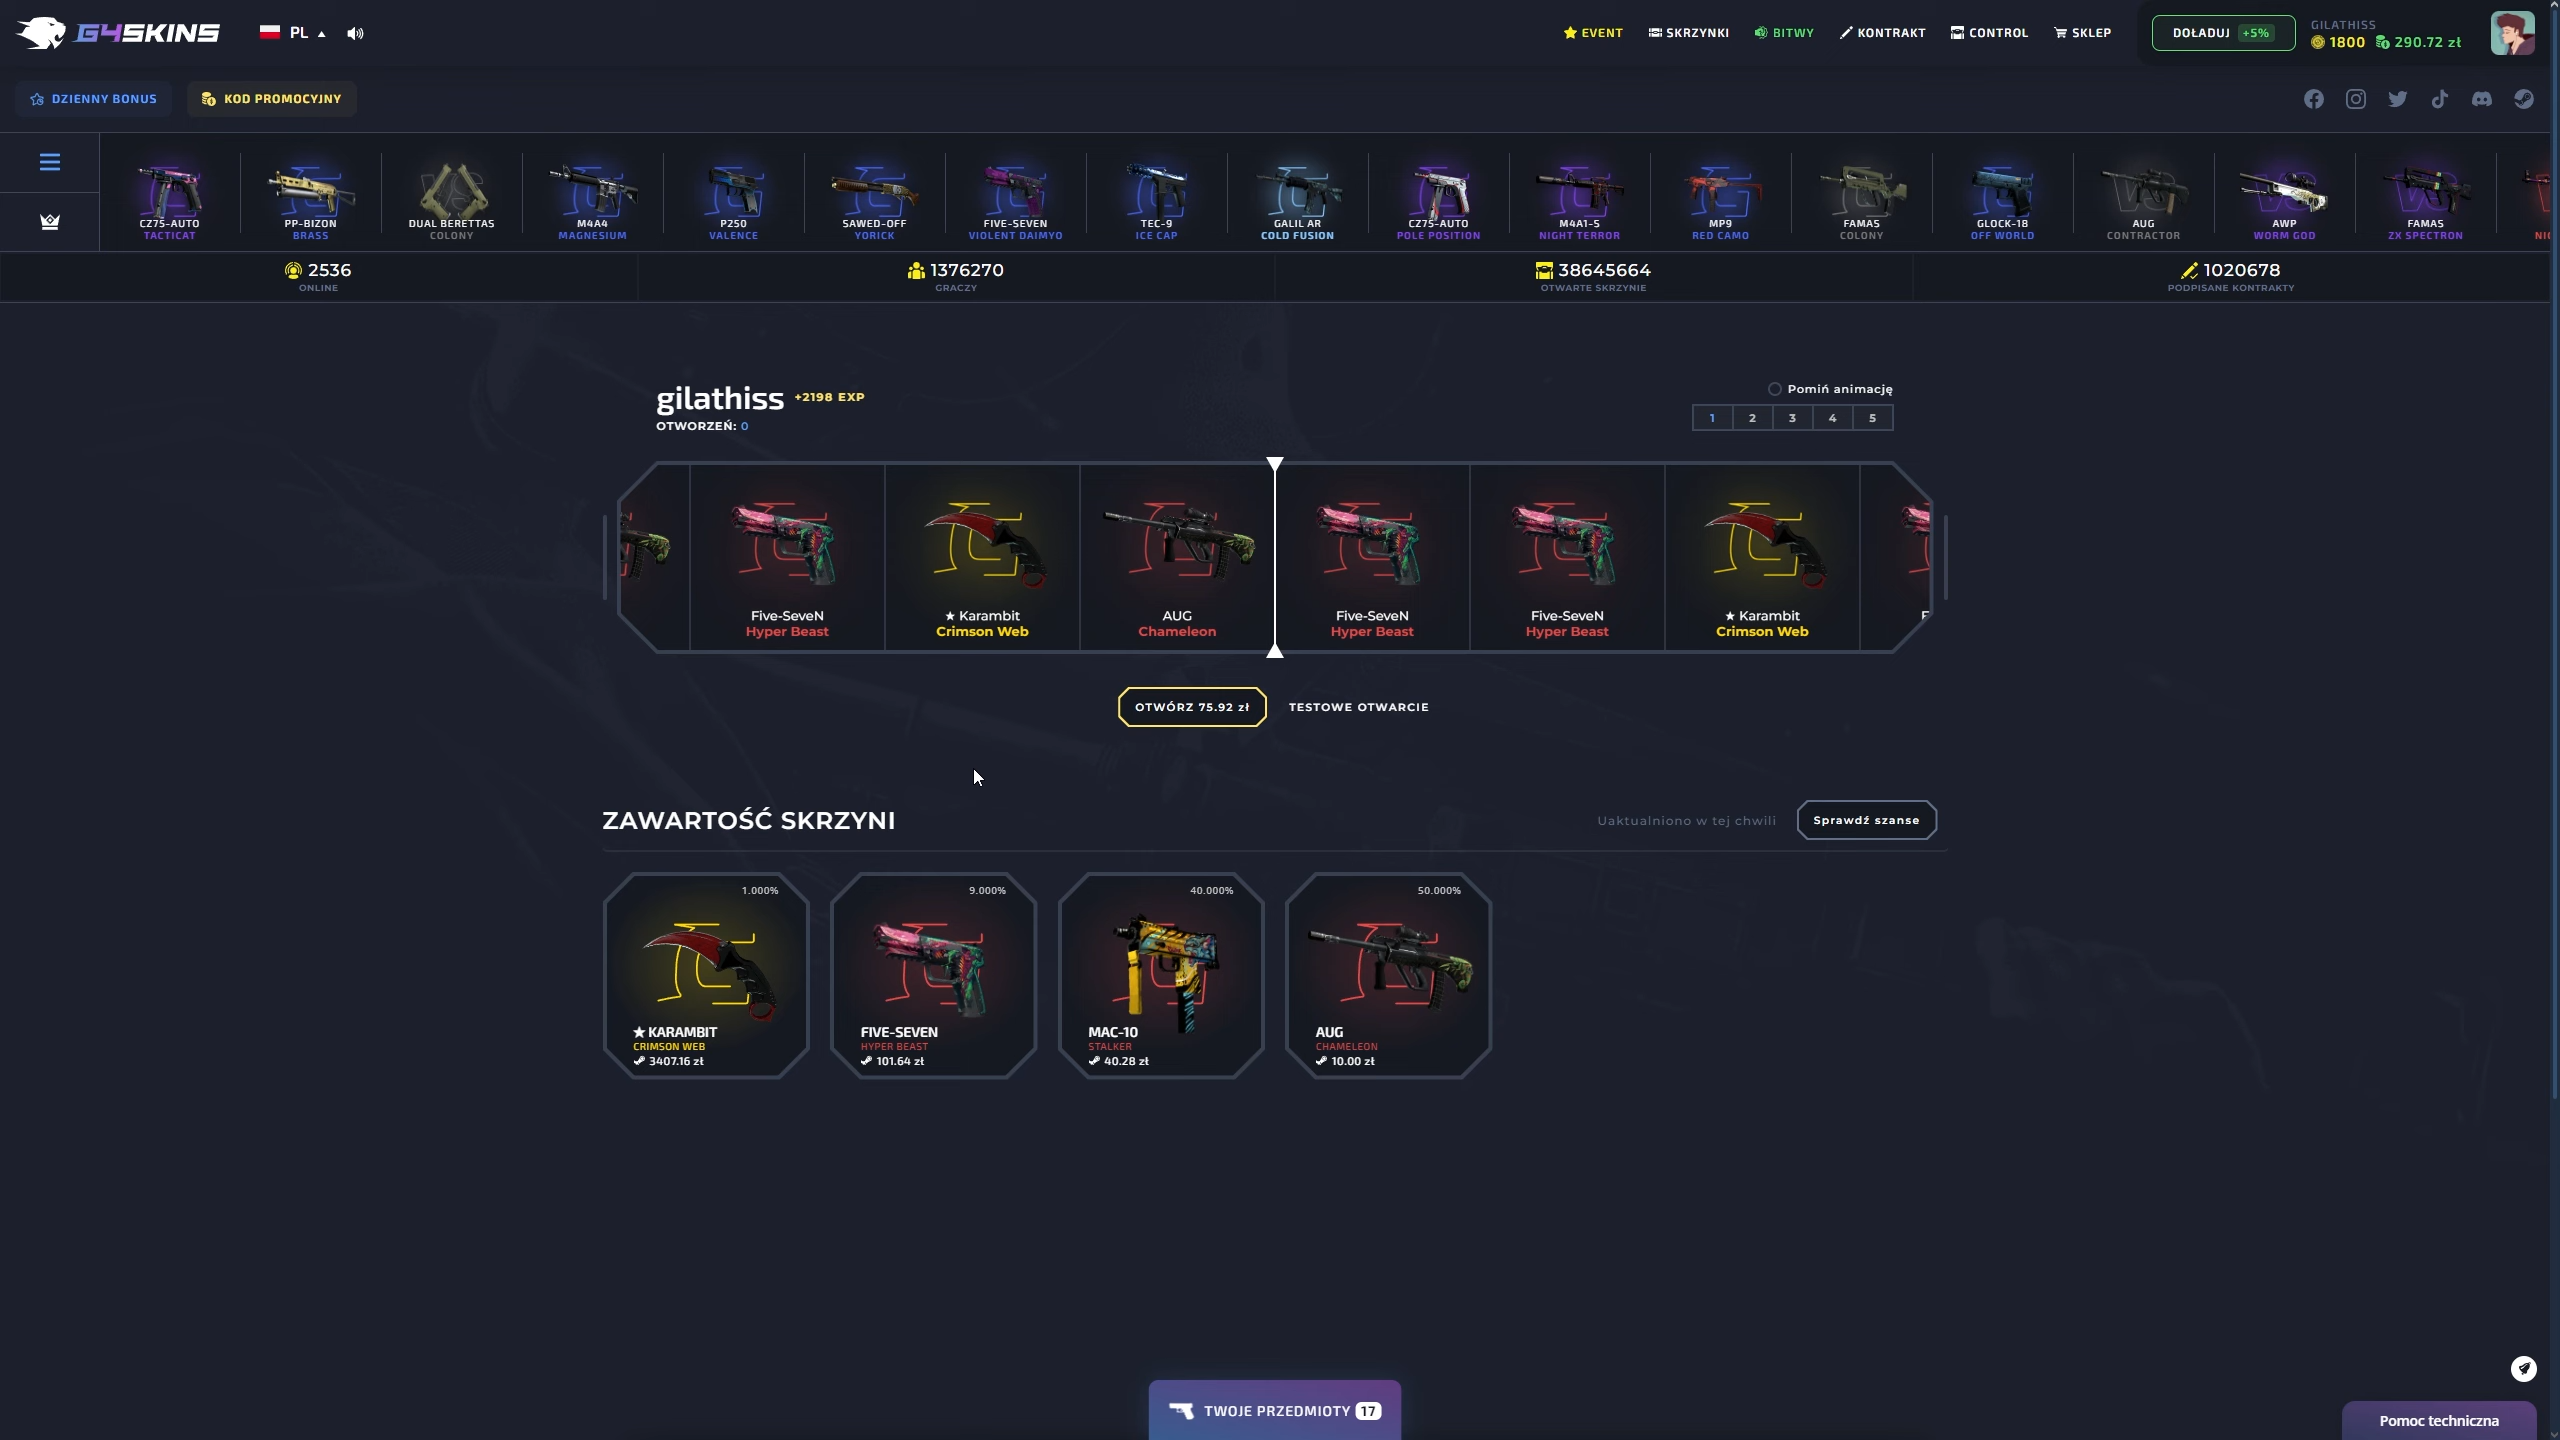 G4SKINS
PL
EVENT
SKRZYNKI
BITWY
KONTRAKT
CONTROL
SKLEP
DOŁADUJ +5%
GILATHISS
1800 290.72 zł
DZIENNY BONUS
KOD PROMOCYJNY
CZ75-AUTO
TACTICAT
PP-BIZON
BRASS
DUAL BERETTAS
COLONY
M4A4
MAGNESIUM
P250
VALENCE
SAWED-OFF
YORICK
FIVE-SEVEN
VIOLENT DAIMYO
TEC-9
ICE CAP
GALIL AR
COLD FUSION
CZ75-AUTO
POLE POSITION
M4A1-S
NIGHT TERROR
MP9
RED CAMO
FAMAS
COLONY
GLOCK-18
OFF WORLD
AUG
CONTRACTOR
AWP
WORM GOD
FAMAS
ZX SPECTRON
2536
ONLINE
1376270
GRACZY
38645664
OTWARTE SKRZYNIE
1020678
PODPISANE KONTRAKTY
gilathiss +2198 EXP
OTWORZEŃ: 0
Pomiń animację
1 2 3 4 5
Five-SeveN
Hyper Beast
★ Karambit
Crimson Web
AUG
Chameleon
Five-SeveN
Hyper Beast
Five-SeveN
Hyper Beast
★ Karambit
Crimson Web
OTWÓRZ 75.92 zł
TESTOWE OTWARCIE
ZAWARTOŚĆ SKRZYNI
Uaktualniono w tej chwili
Sprawdź szanse
1.000%
★ KARAMBIT
CRIMSON WEB
3407.16 zł
9.000%
FIVE-SEVEN
HYPER BEAST
101.64 zł
40.000%
MAC-10
STALKER
40.28 zł
50.000%
AUG
CHAMELEON
10.00 zł
TWOJE PRZEDMIOTY 17
Pomoc techniczna